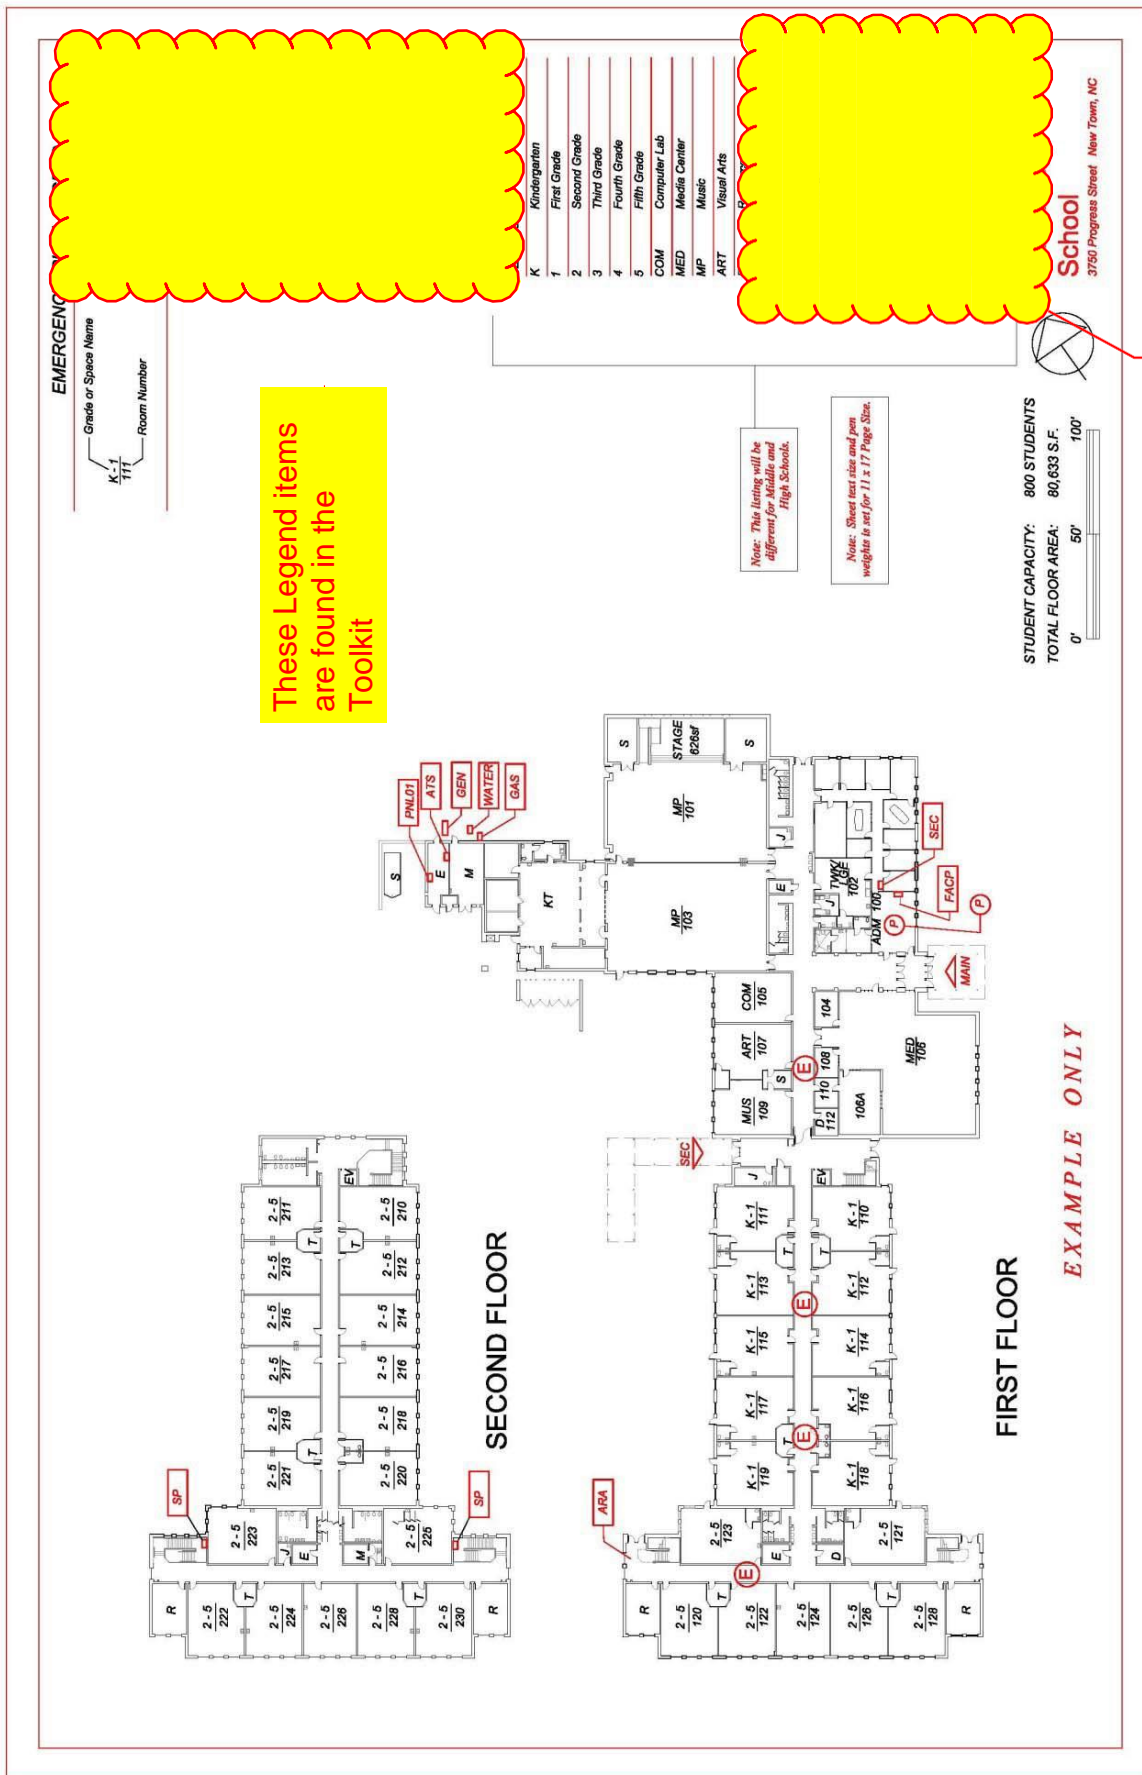 EMERGENC
Grade or Space Name
K - 1
111
Room Number
These Legend items
are found in the
Toolkit
K Kindergarten
1 First Grade
2 Second Grade
3 Third Grade
4 Fourth Grade
5 Fifth Grade
COM Computer Lab
MED Media Center
MP Music
ART Visual Arts
Note: This listing will be
different for Middle and
High Schools.
Note: Sheet text size and pen
weights is set for 11 x 17 Page Size.
School
3750 Progress Street New Town, NC
STUDENT CAPACITY: 800 STUDENTS
TOTAL FLOOR AREA: 80,633 S.F.
0' 50' 100'
SP
R
2 - 5
222
T
2 - 5
224
2 - 5
226
2 - 5
228
T
2 - 5
230
R
2 - 5
223
J
E
M
2 - 5
225
SP
2 - 5
221
T
2 - 5
219
2 - 5
217
2 - 5
215
2 - 5
213
T
2 - 5
211
2 - 5
220
T
2 - 5
218
2 - 5
216
2 - 5
214
2 - 5
212
T
2 - 5
210
EV
SECOND FLOOR
PNL01
ATS
GEN
WATER
GAS
S
E
M
KT
S
STAGE
626sf
S
MP
101
MP
103
J
E
TWK/
LGE
102
J
ADM 100
P
P
SEC
FACP
MAIN
COM
105
ART
107
S
MUS
109
E
104
108
110
D
112
106A
MED
106
SEC
J
EV
K - 1
119
T
K - 1
117
K - 1
115
K - 1
113
T
K - 1
111
E
E
K - 1
118
K - 1
116
K - 1
114
K - 1
112
T
K - 1
110
ARA
R
2 - 5
120
T
2 - 5
122
2 - 5
124
2 - 5
126
T
2 - 5
128
R
2 - 5
123
E
E
D
2 - 5
121
FIRST FLOOR
EXAMPLE ONLY